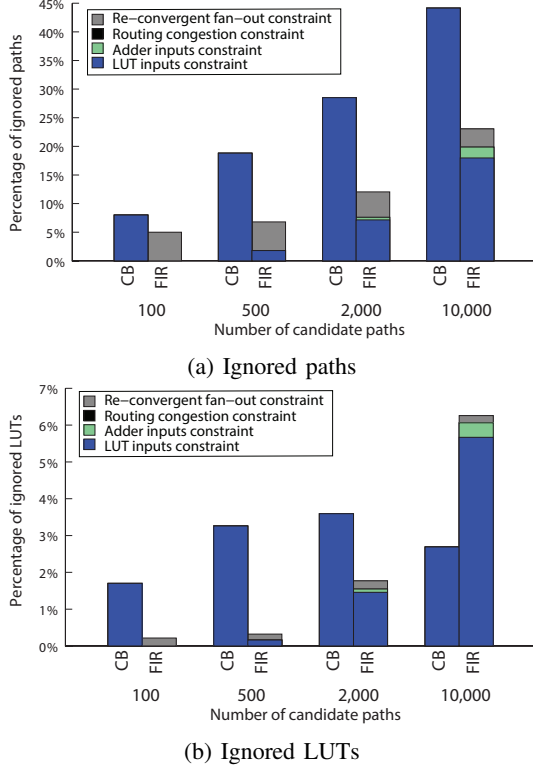 45%
40%
35%
30%
25%
20%
15%
10%
5%
0%
Percentage of ignored paths
Re-convergent fan-out constraint
Routing congestion constraint
Adder inputs constraint
LUT inputs constraint
CB FIR CB FIR CB FIR CB FIR
100 500 2,000 10,000
Number of candidate paths
(a) Ignored paths
7%
6%
5%
4%
3%
2%
1%
0%
Percentage of ignored LUTs
Re-convergent fan-out constraint
Routing congestion constraint
Adder inputs constraint
LUT inputs constraint
CB FIR CB FIR CB FIR CB FIR
100 500 2,000 10,000
Number of candidate paths
(b) Ignored LUTs